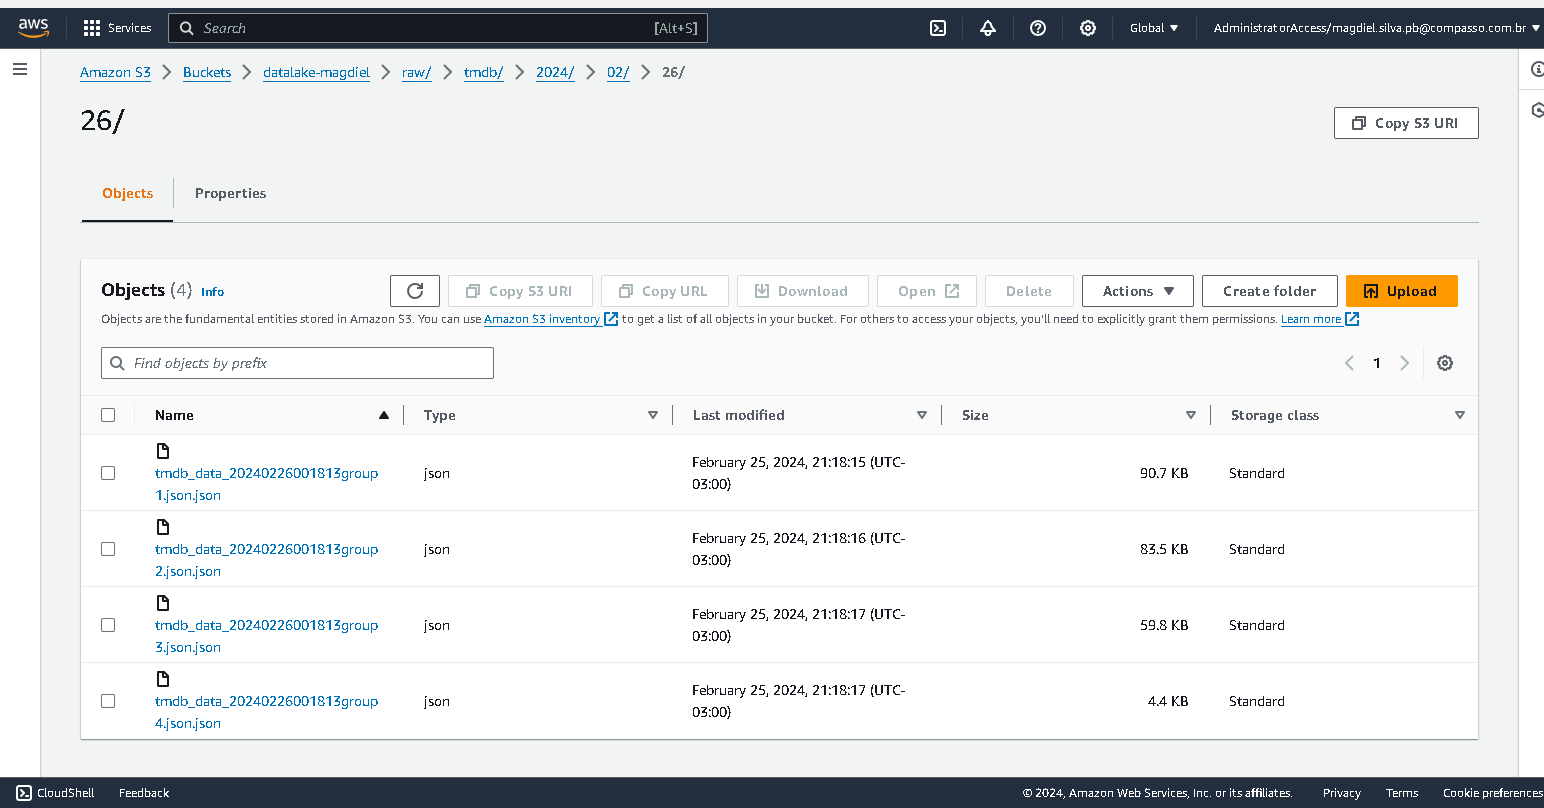 aws
Services
Search
[Alt+S]
Global
AdministratorAccess/magdiel.silva.pb@compasso.com.br
Amazon S3 > Buckets > datalake-magdiel > raw/ > tmdb/ > 2024/ > 02/ > 26/
26/
Copy S3 URI
Objects
Properties
Objects (4) Info
Copy S3 URI
Copy URL
Download
Open
Delete
Actions
Create folder
Upload
Objects are the fundamental entities stored in Amazon S3. You can use Amazon S3 inventory to get a list of all objects in your bucket. For others to access your objects, you'll need to explicitly grant them permissions. Learn more
Find objects by prefix
1
Name
Type
Last modified
Size
Storage class
tmdb_data_20240226001813group
1.json.json
json
February 25, 2024, 21:18:15 (UTC-
03:00)
90.7 KB
Standard
tmdb_data_20240226001813group
2.json.json
json
February 25, 2024, 21:18:16 (UTC-
03:00)
83.5 KB
Standard
tmdb_data_20240226001813group
3.json.json
json
February 25, 2024, 21:18:17 (UTC-
03:00)
59.8 KB
Standard
tmdb_data_20240226001813group
4.json.json
json
February 25, 2024, 21:18:17 (UTC-
03:00)
4.4 KB
Standard
CloudShell
Feedback
© 2024, Amazon Web Services, Inc. or its affiliates.
Privacy
Terms
Cookie preferences